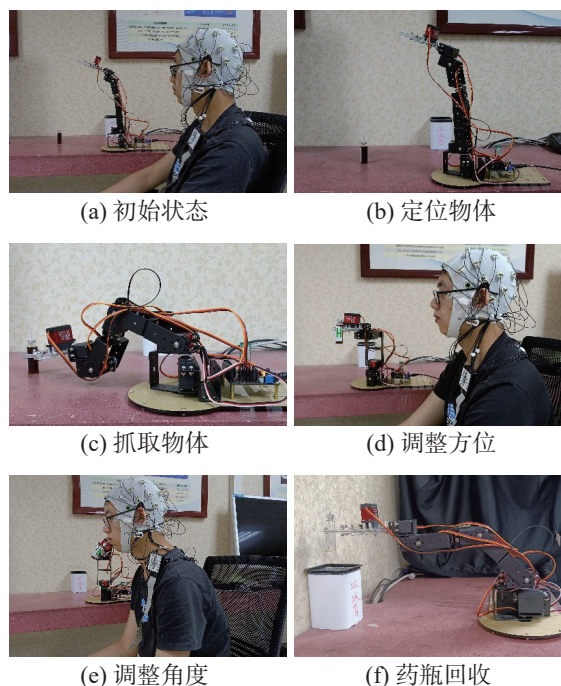 (a) 初始状态
(b) 定位物体
(c) 抓取物体
(d) 调整方位
(e) 调整角度
(f) 药瓶回收